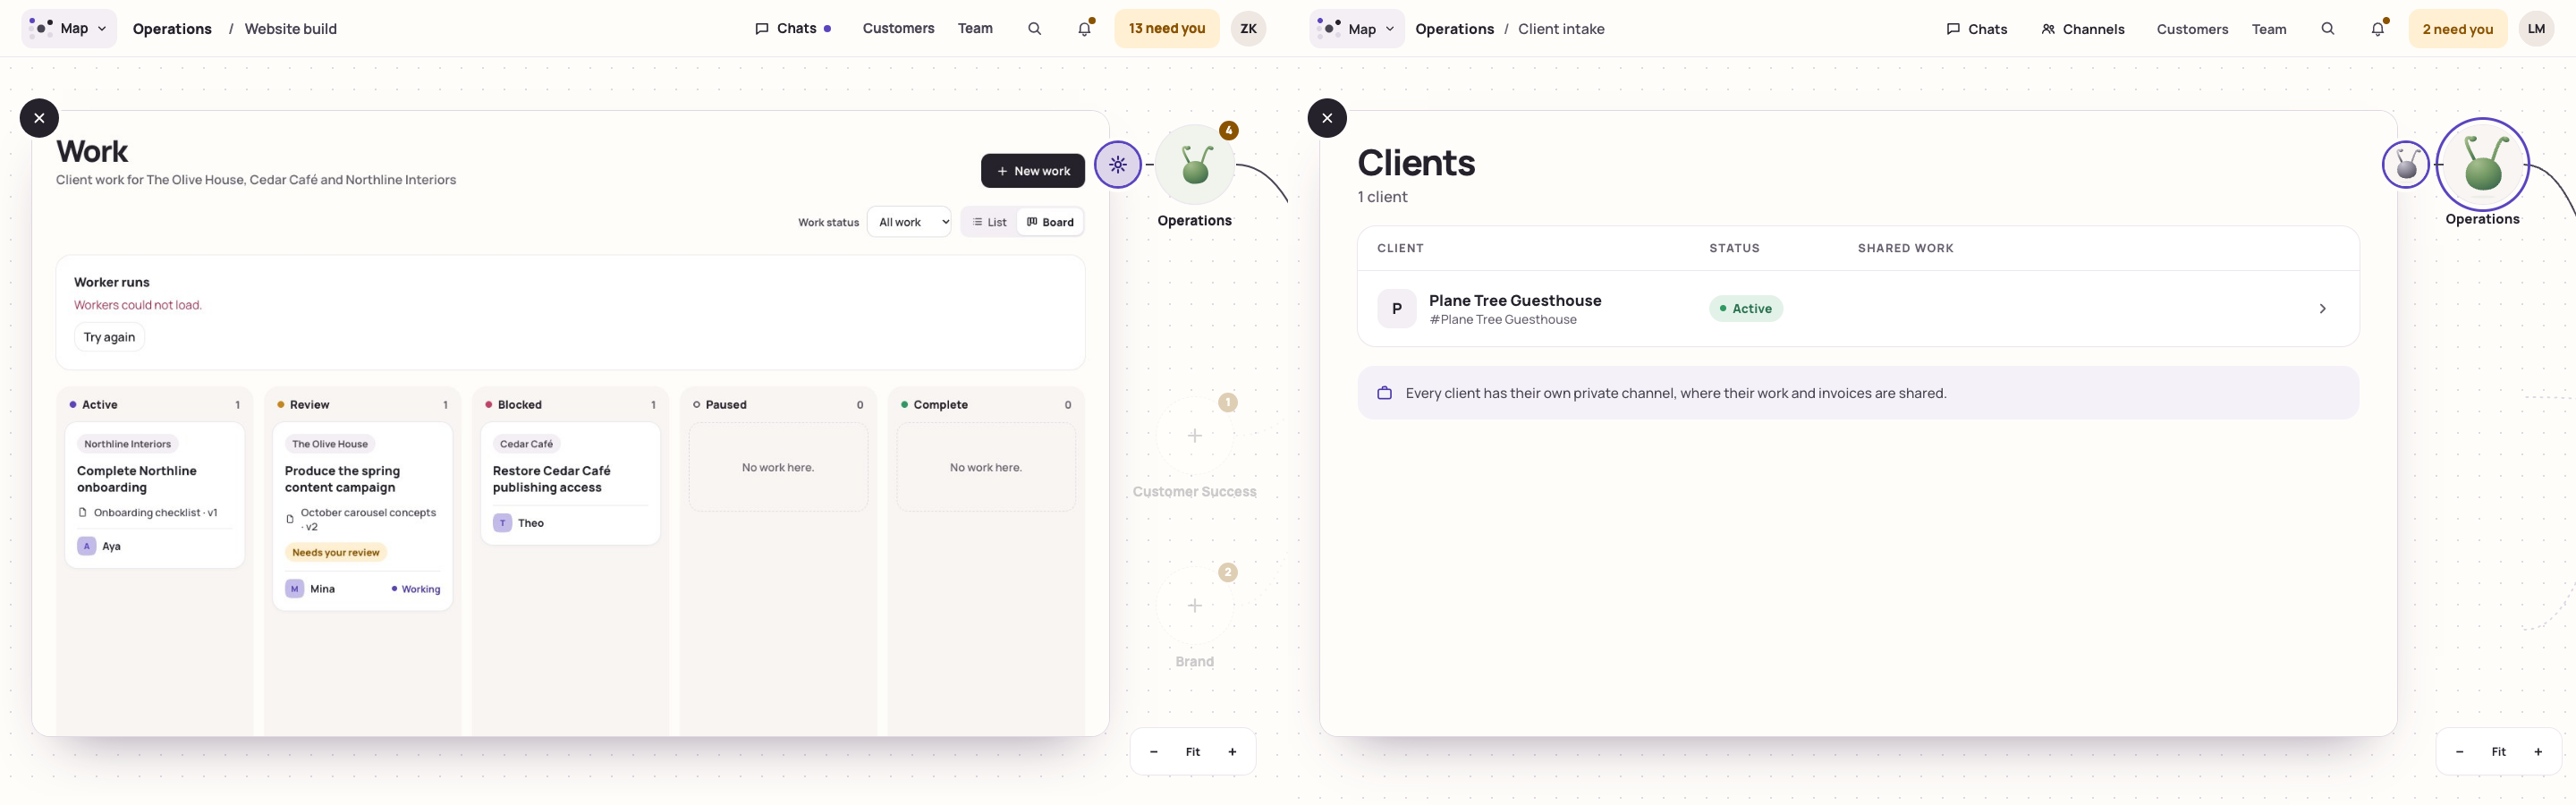 Map
Operations / Website build
Chats
Customers
Team
13 need you
ZK
Work
Client work for The Olive House, Cedar Café and Northline Interiors
New work
Work status
All work
List
Board
Worker runs
Workers could not load.
Try again
Active 1
Northline Interiors
Complete Northline
onboarding
Onboarding checklist · v1
A Aya
Review 1
The Olive House
Produce the spring
content campaign
October carousel concepts
· v2
Needs your review
M Mina
Working
Blocked 1
Cedar Café
Restore Cedar Café
publishing access
T Theo
Paused 0
No work here.
Complete 0
No work here.
4
Operations
1
Customer Success
2
Brand
Fit
Map
Operations / Client intake
Chats
Channels
Customers
Team
2 need you
LM
Clients
1 client
CLIENT STATUS SHARED WORK
P
Plane Tree Guesthouse
#Plane Tree Guesthouse
Active
Every client has their own private channel, where their work and invoices are shared.
Operations
Fit